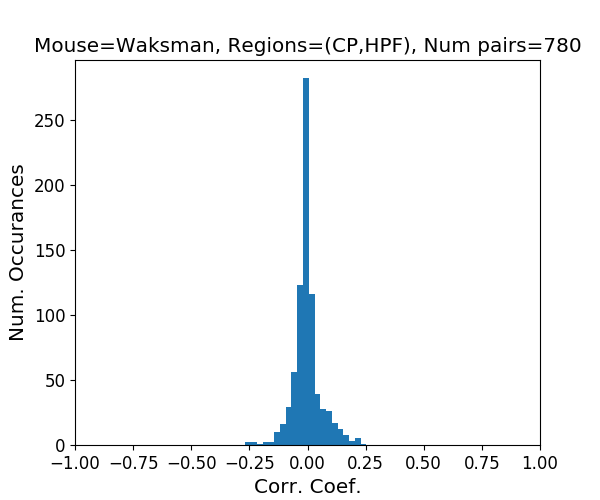 Mouse=Waksman, Regions=(CP,HPF), Num pairs=780
Num. Occurances
250
200
150
100
50
0
−1.00 −0.75 −0.50 −0.25 0.00 0.25 0.50 0.75 1.00
Corr. Coef.